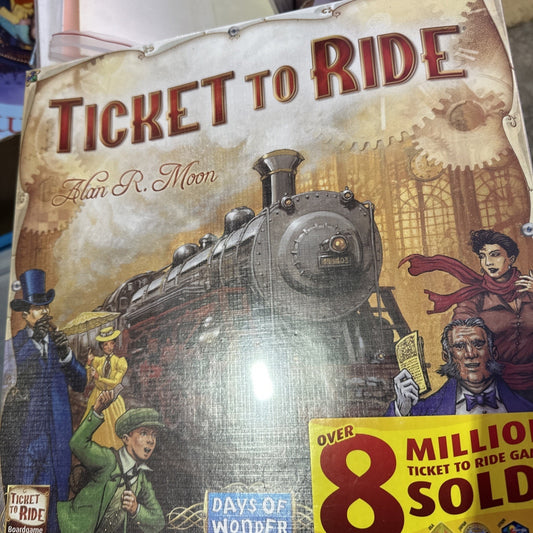 TICKET TO RIDE
Alan R. Moon
OVER
8 MILLION
TICKET TO RIDE GA
SOLD
TICKET
TO RIDE
Boardgame
DAYS OF
WONDER